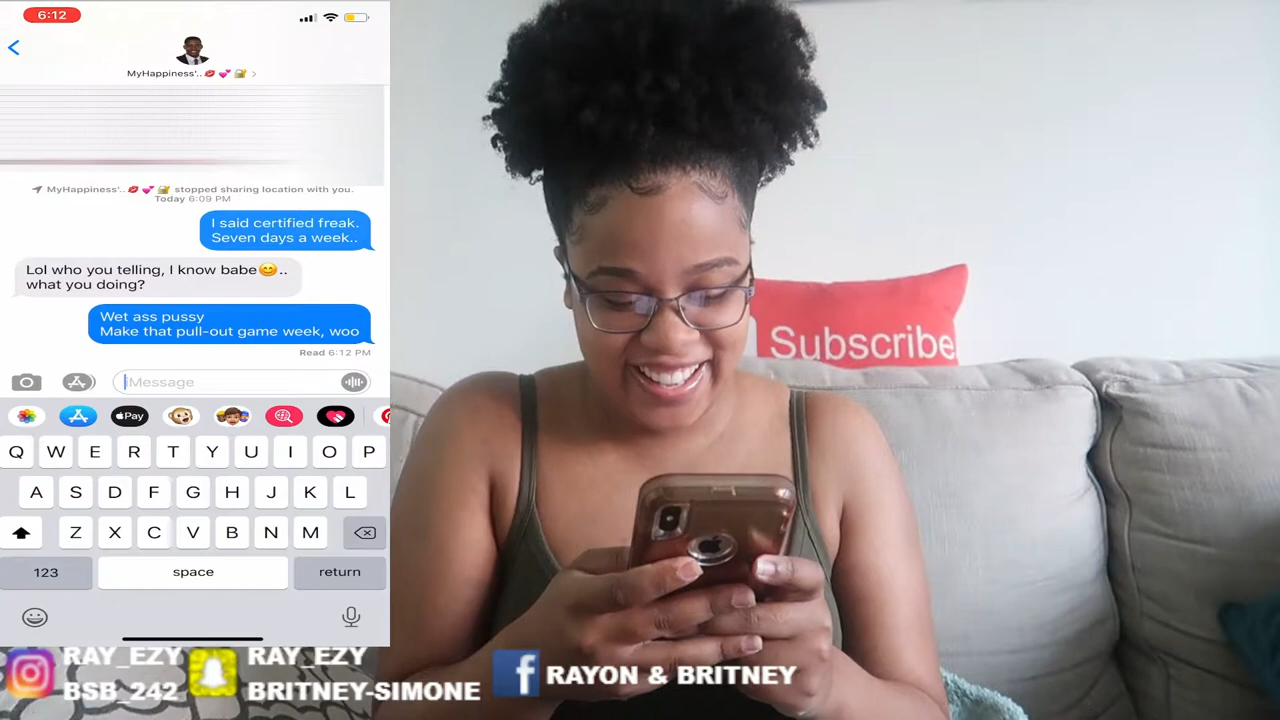 6:12
MyHappiness'..💋💕🔐 >
MyHappiness'..💋💕🔐 stopped sharing location with you.
Today 6:09 PM
I said certified freak.
Seven days a week..
Lol who you telling, I know babe😊..
what you doing?
Wet ass pussy
Make that pull-out game week, woo
Read 6:12 PM
iMessage
Pay
Q W E R T Y U I O P
A S D F G H J K L
Z X C V B N M
123 space return
Subscribe
RAY_EZY
BSB_242
RAY_EZY
BRITNEY-SIMONE
f RAYON & BRITNEY